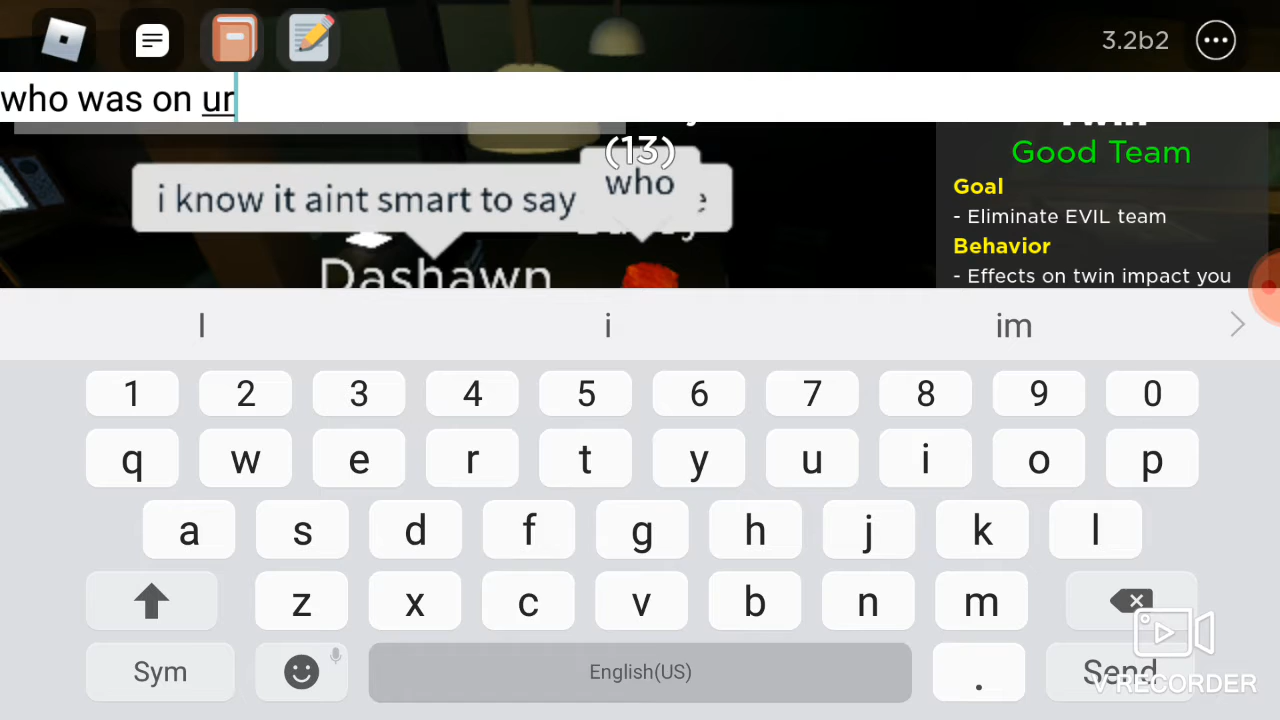 3.2b2
who was on ur
(13)
who
i know it aint smart to say
Dashawn
Twin
Good Team
Goal
- Eliminate EVIL team
Behavior
- Effects on twin impact you
I i im
1 2 3 4 5 6 7 8 9 0
q w e r t y u i o p
a s d f g h j k l
z x c v b n m
Sym English(US) . Send
V RECORDER